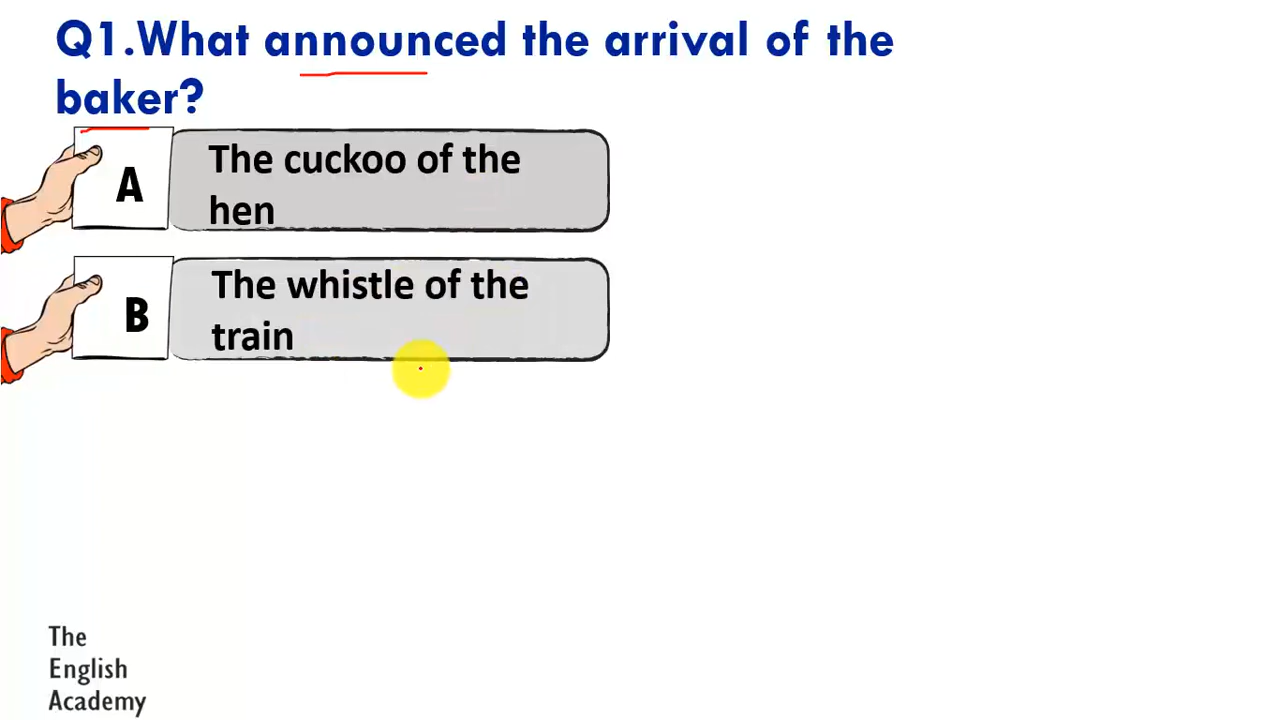 Q1.What announced the arrival of the
baker?
A
The cuckoo of the
hen
B
The whistle of the
train
The
English
Academy